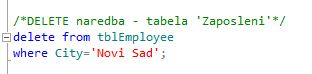 /*DELETE naredba - tabela 'Zaposleni'*/
delete from tblEmployee
where City='Novi Sad';